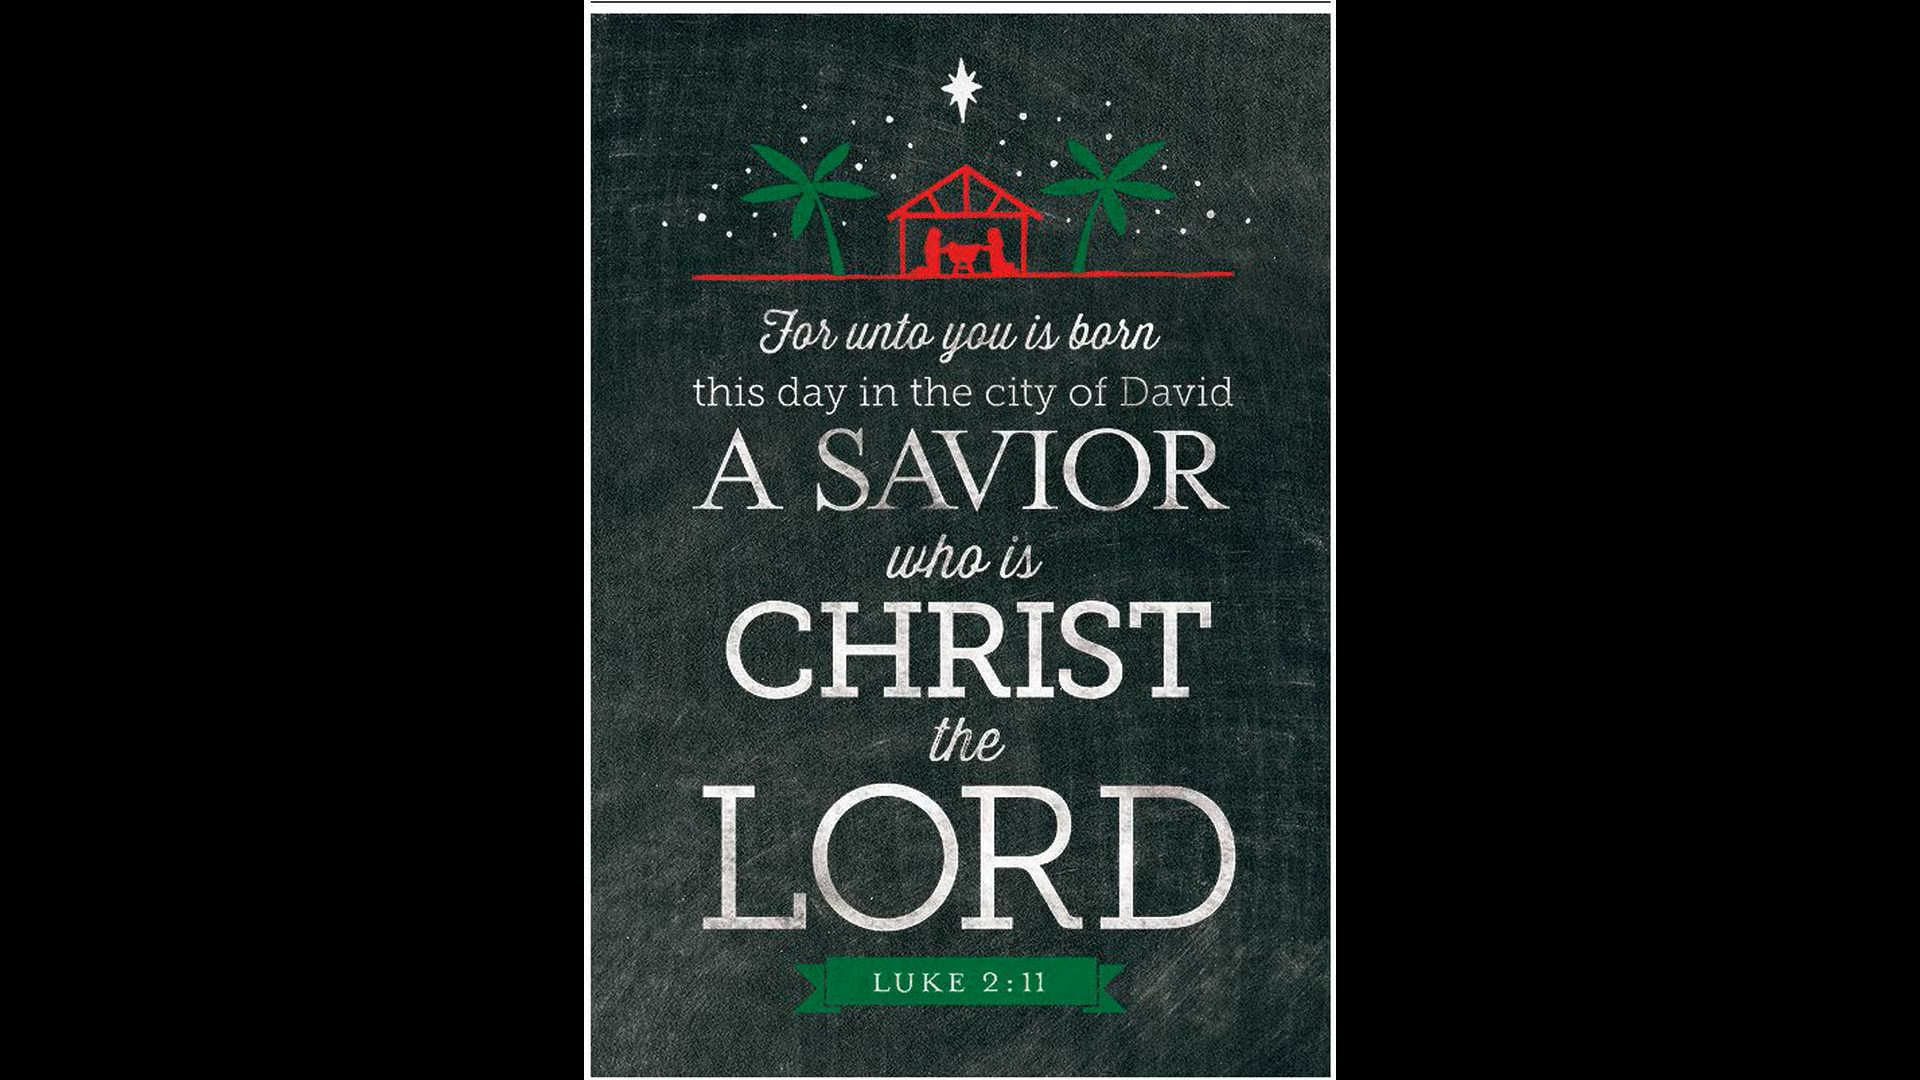 For unto you is born
this day in the city of David
A SAVIOR
who is
CHRIST
the
LORD
LUKE 2:11